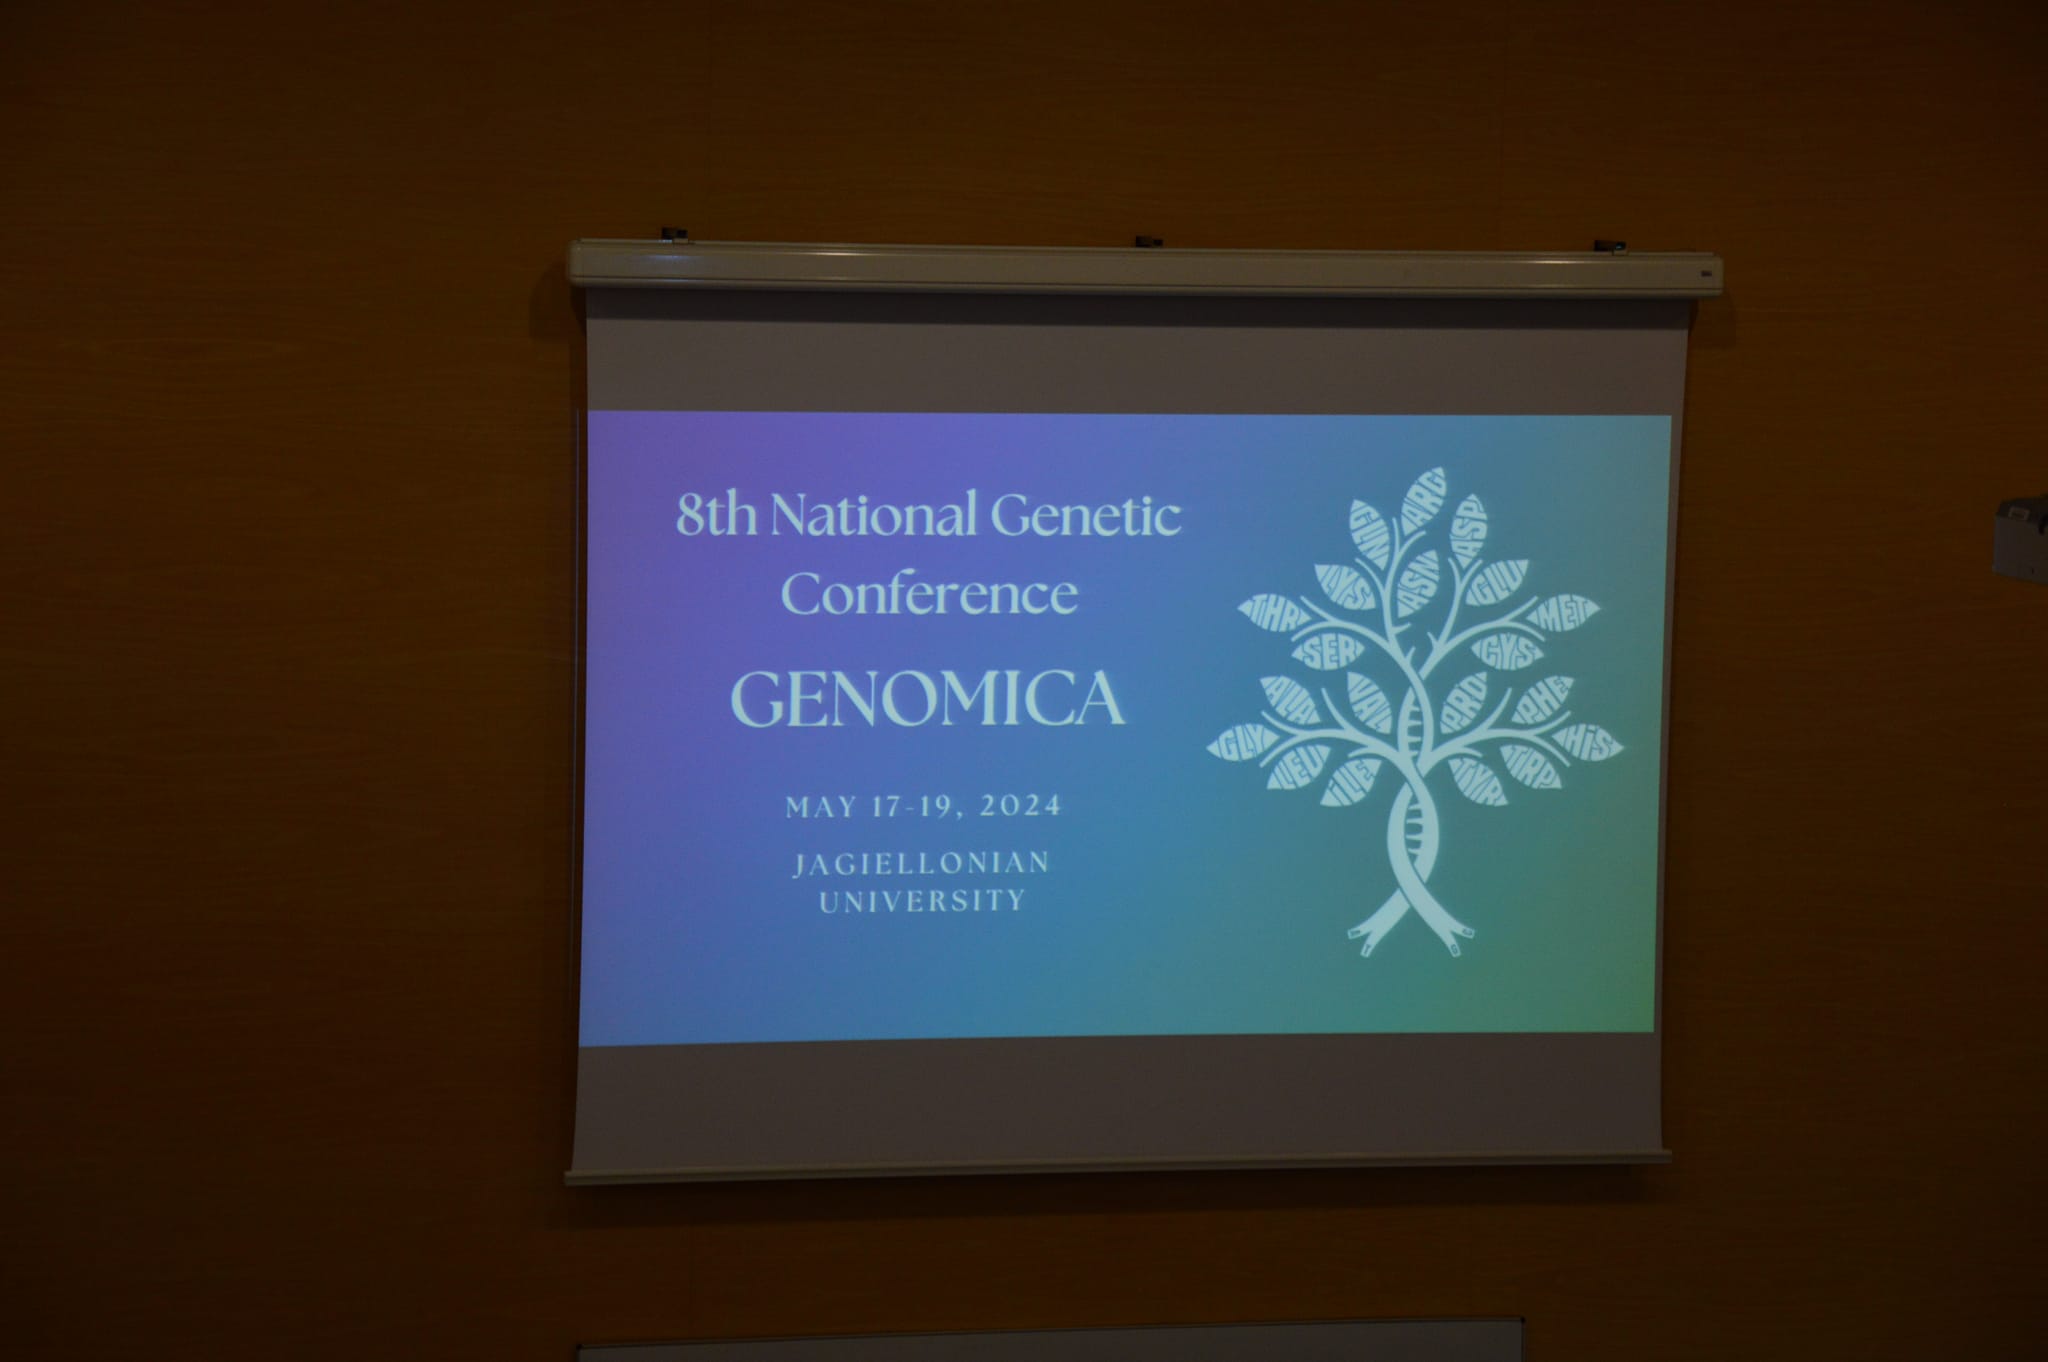 8th National Genetic
Conference
GENOMICA
MAY 17-19, 2024
JAGIELLONIAN
UNIVERSITY
ARG
GLN
ASP
LYS
ASN
GLU
THR
MET
SER
CYS
ALA
VAL
PRO
PHE
GLY
HIS
LEU
ILE
TYR
TRP